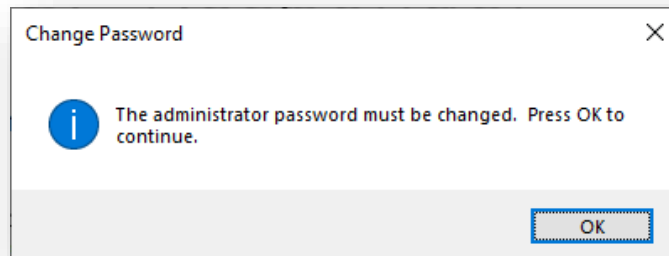 Change Password
The administrator password must be changed.  Press OK to
continue.
OK